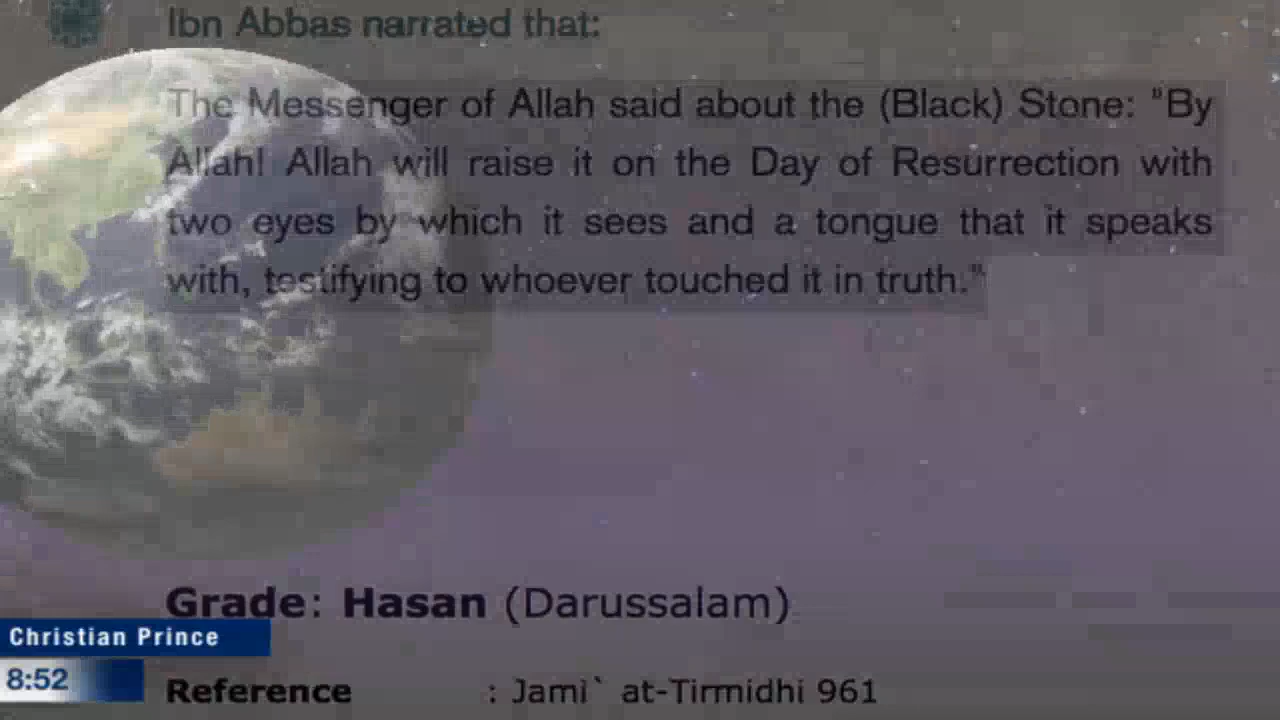 Ibn Abbas narrated that:
The Messenger of Allah said about the (Black) Stone: "By
Allah! Allah will raise it on the Day of Resurrection with
two eyes by which it sees and a tongue that it speaks
with, testifying to whoever touched it in truth."
Grade: Hasan (Darussalam)
Christian Prince
8:52
Reference : Jami` at-Tirmidhi 961